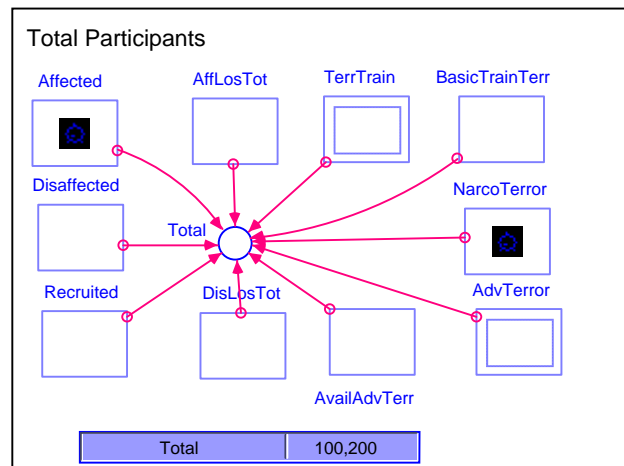 Total Participants
Affected
AffLosTot
TerrTrain
BasicTrainTerr
Disaffected
Total
NarcoTerror
Recruited
DisLosTot
AdvTerror
AvailAdvTerr
Total 100,200